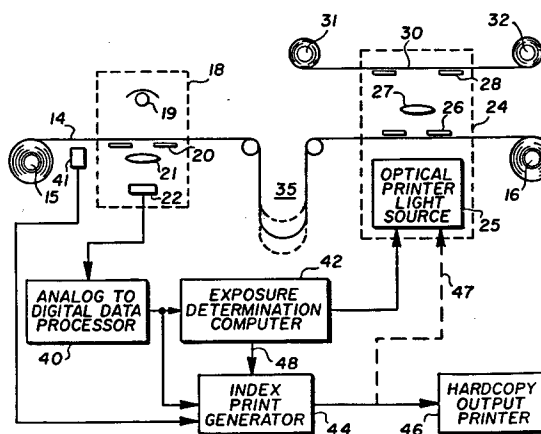 31
30
32
18
19
28
27
24
14
20
26
21
41
22
15
35
16
OPTICAL
PRINTER
LIGHT
SOURCE
25
42
47
ANALOG TO
DIGITAL DATA
PROCESSOR
40
EXPOSURE
DETERMINATION
COMPUTER
48
INDEX
PRINT
GENERATOR
44
HARDCOPY
OUTPUT
PRINTER
46